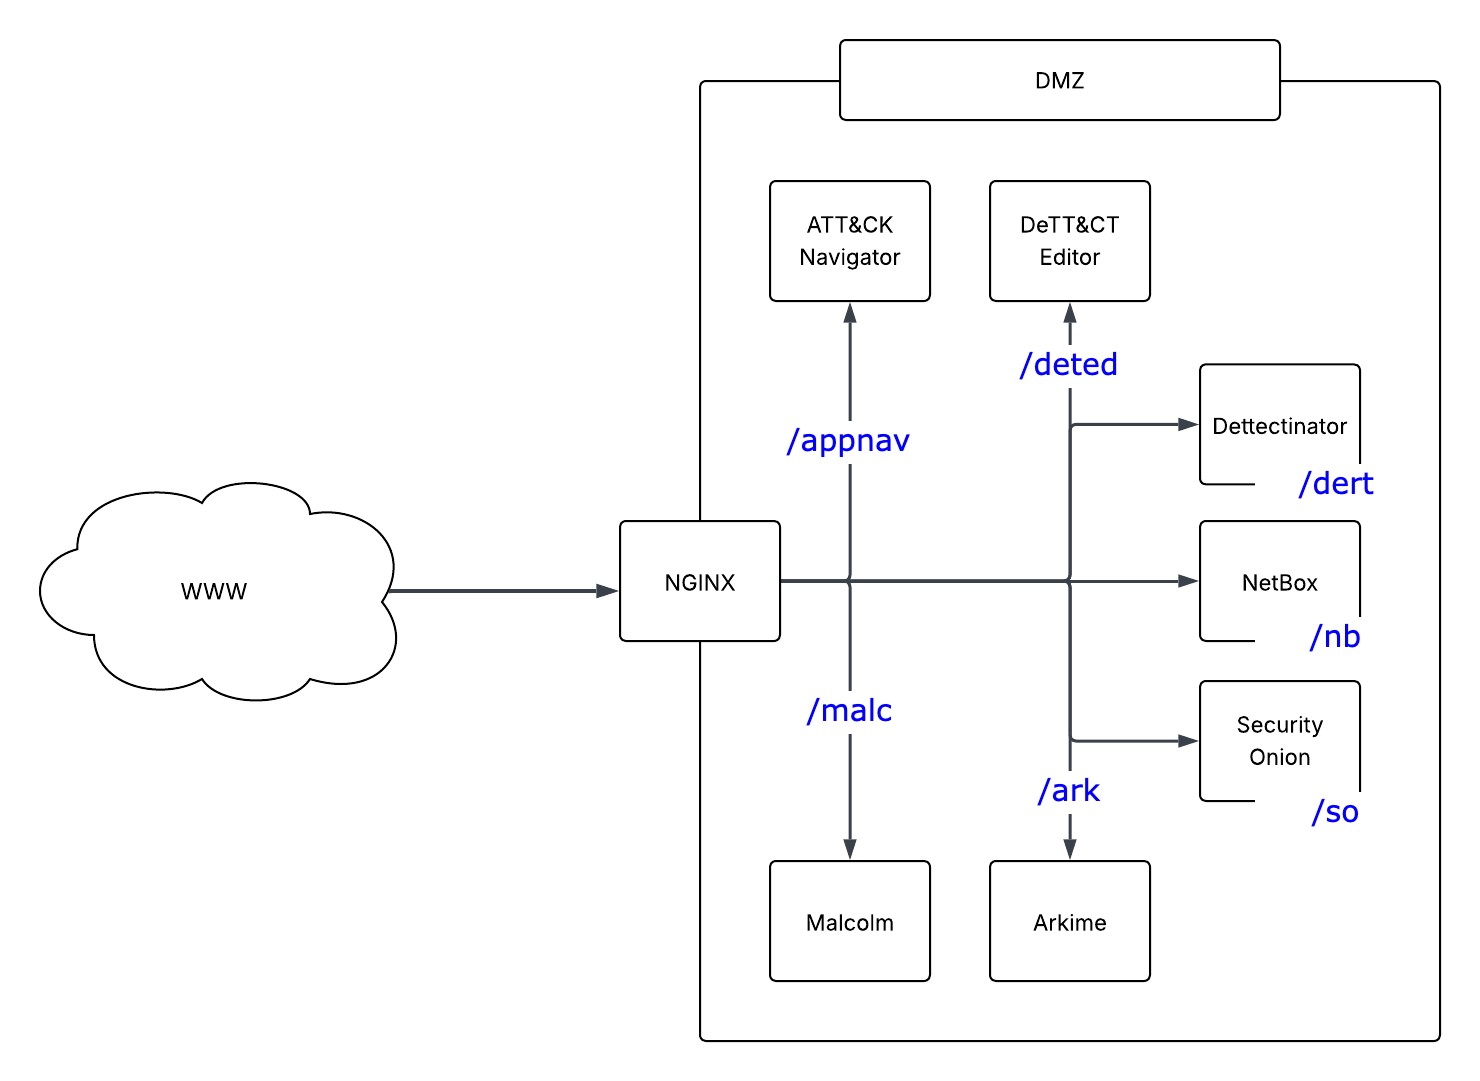 DMZ
ATT&CK
Navigator
DeTT&CT
Editor
/deted
/appnav
Dettectinator
/dert
WWW
NGINX
NetBox
/nb
/malc
Security
Onion
/ark
/so
Malcolm
Arkime